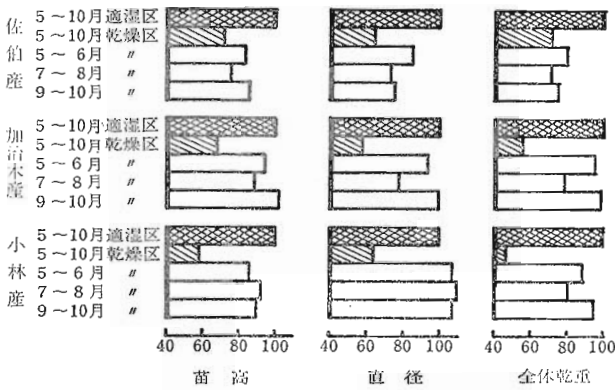 佐伯産
5～10月適湿区
5～10月乾燥区
5～ 6月 〃
7～ 8月 〃
9～10月 〃
加治木産
5～10月適湿区
5～10月乾燥区
5～ 6月 〃
7～ 8月 〃
9～10月 〃
小林産
5～10月適湿区
5～10月乾燥区
5～ 6月 〃
7～ 8月 〃
9～10月 〃
40 60 80 100 40 60 80 100 40 60 80 100
苗高 直径 全体乾重